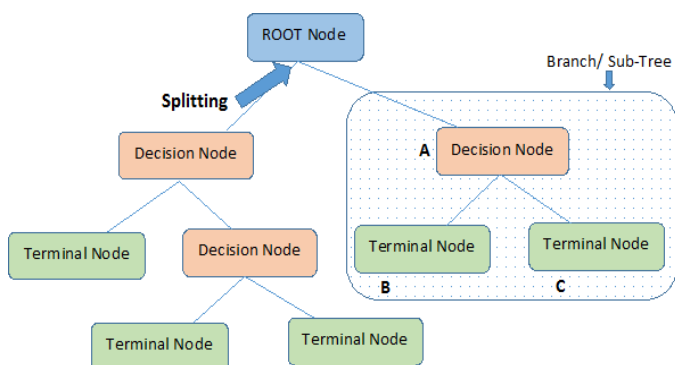 ROOT Node
Branch/ Sub-Tree
Splitting
Decision Node
A
Decision Node
Terminal Node
Decision Node
Terminal Node
Terminal Node
B
C
Terminal Node
Terminal Node